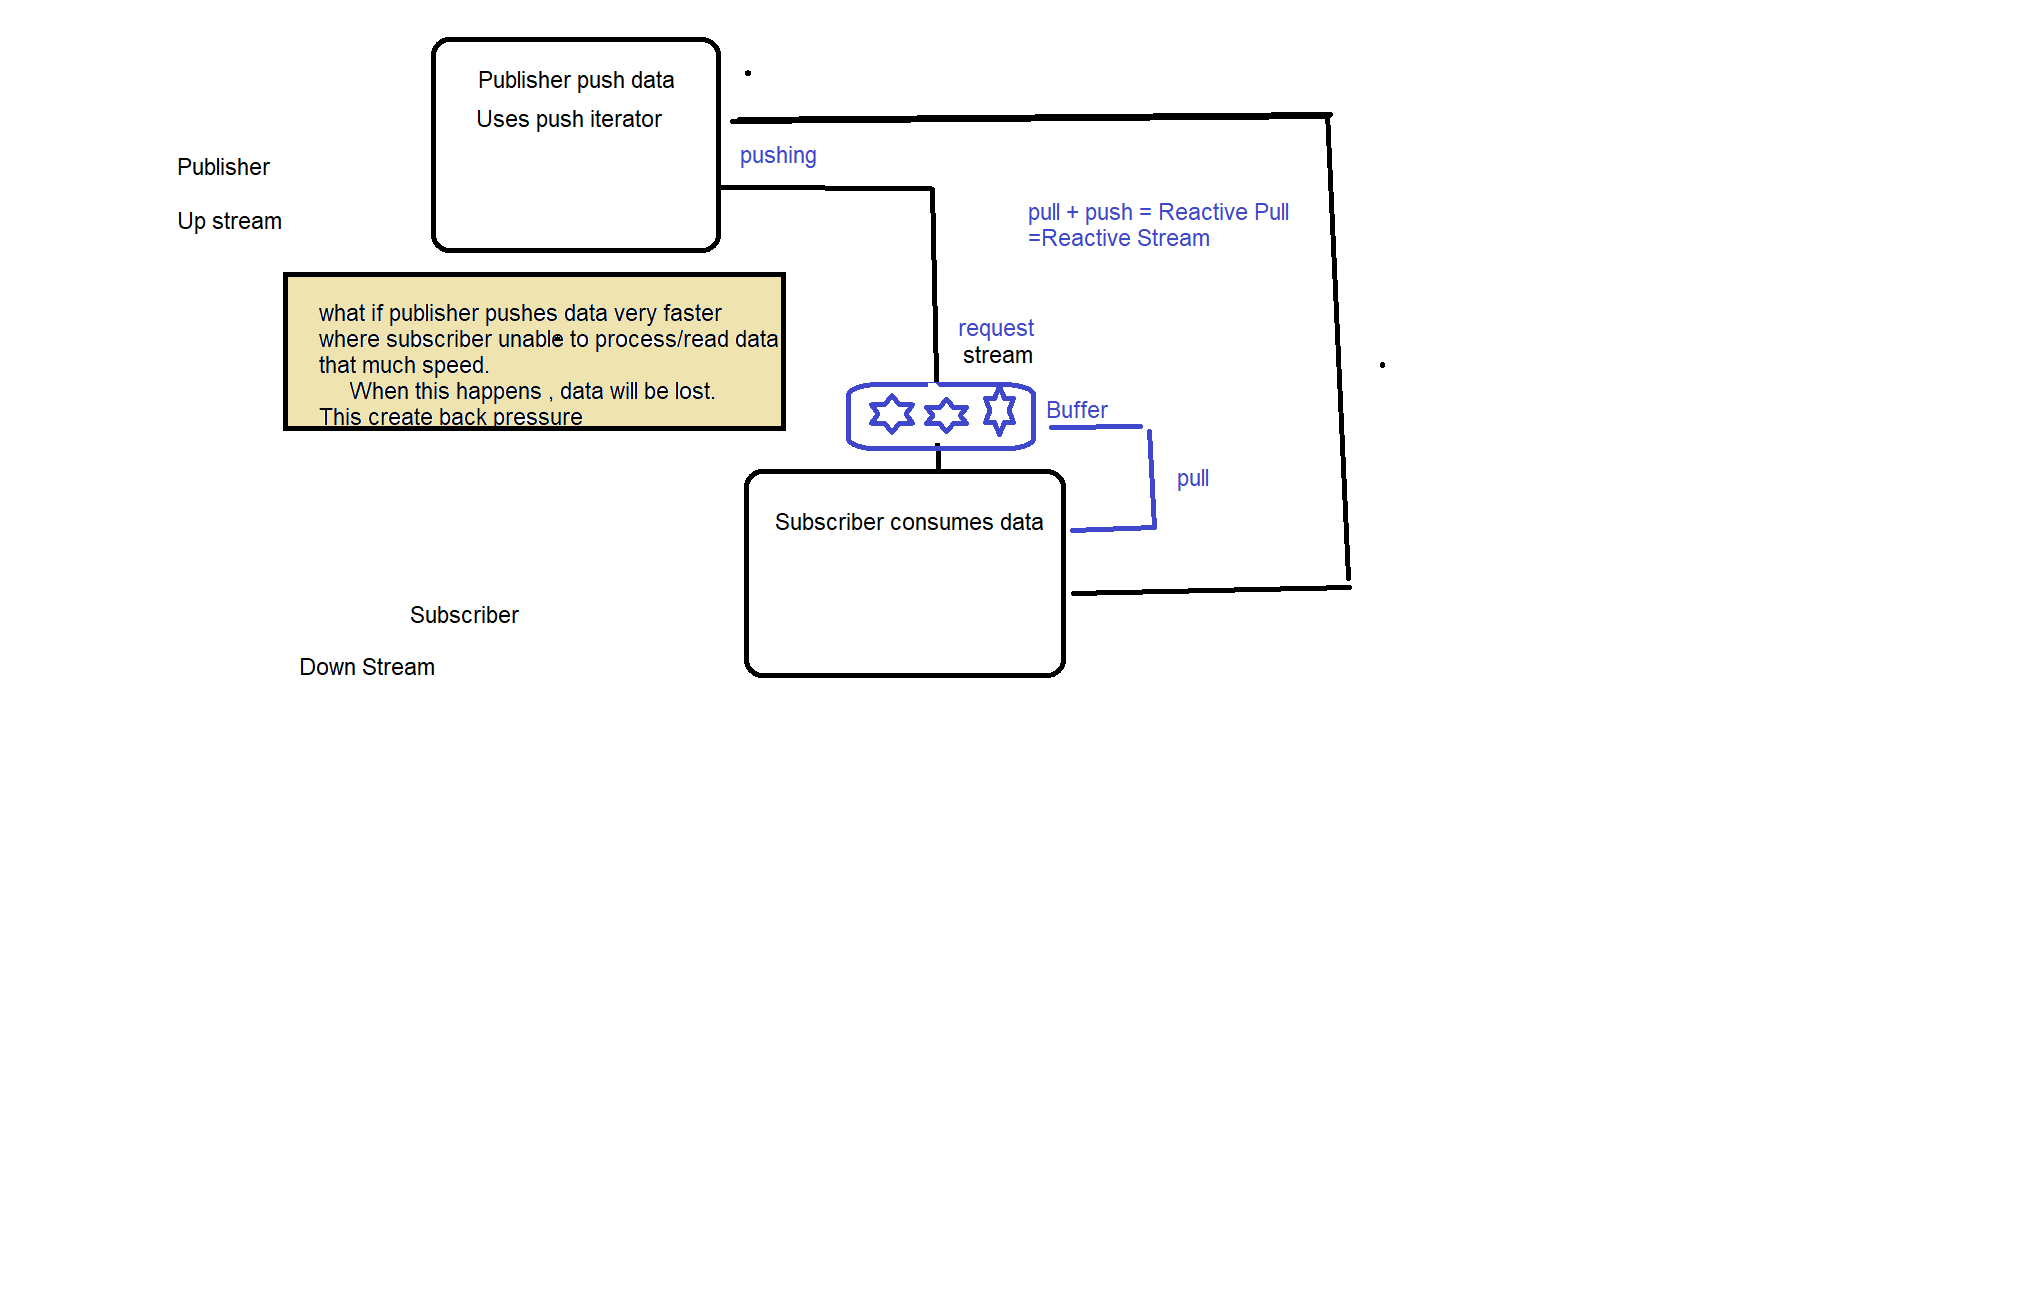 Publisher push data
Uses push iterator
pushing
Publisher
Up stream
pull + push = Reactive Pull
=Reactive Stream
what if publisher pushes data very faster
where subscriber unable to process/read data
that much speed.
When this happens , data will be lost.
This create back pressure
request
stream
Buffer
pull
Subscriber consumes data
Subscriber
Down Stream